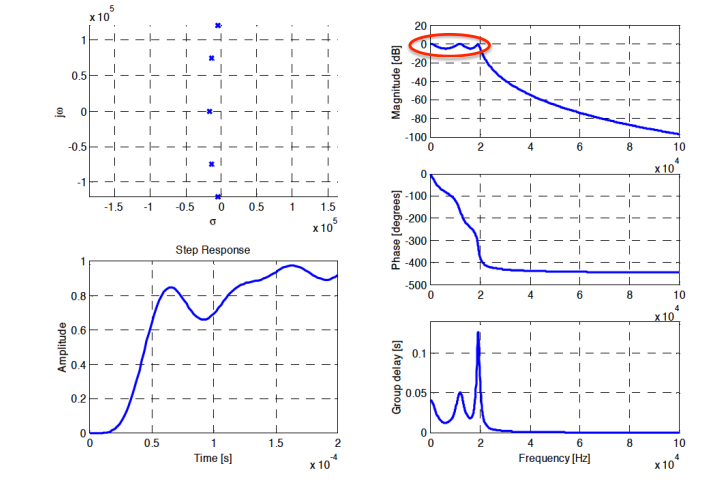 x 10^5
1
0.5
0
-0.5
-1
jω
-1.5 -1 -0.5 0 0.5 1 1.5
σ
x 10^5
20
0
-20
-40
-60
-80
-100
Magnitude [dB]
0 2 4 6 8 10
x 10^4
0
-100
-200
-300
-400
-500
Phase [degrees]
0 2 4 6 8 10
x 10^4
Step Response
1
0.8
0.6
0.4
0.2
0
Amplitude
0 0.5 1 1.5 2
Time [s]
x 10^-4
0.1
0.05
0
Group delay [s]
0 2 4 6 8 10
Frequency [Hz]
x 10^4